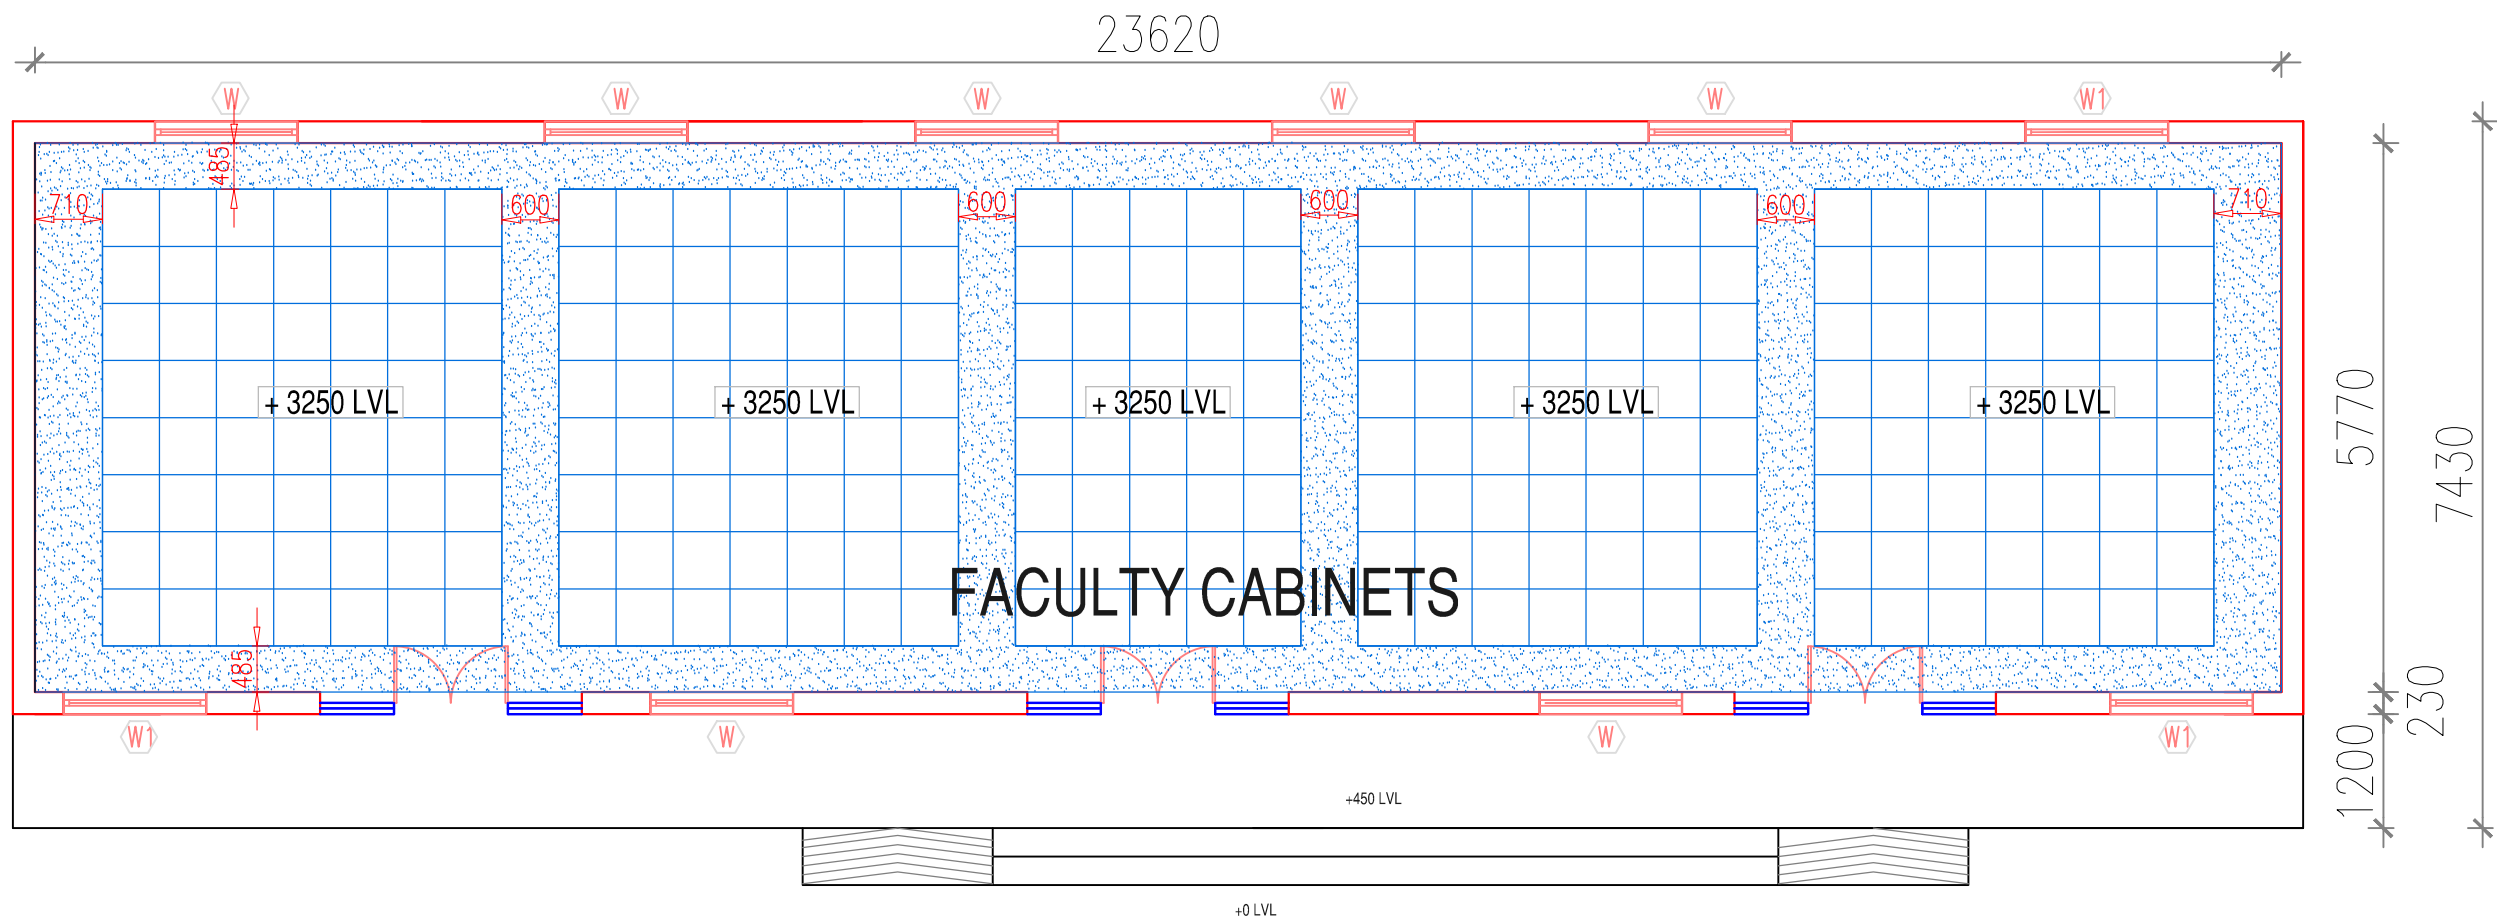 23620
W W W W W W1
485
710 600 600 600 600 710
+ 3250 LVL + 3250 LVL + 3250 LVL + 3250 LVL + 3250 LVL
5770
7430
FACULTY CABINETS
485
230
W1 W W W1
1200
+450 LVL
+0 LVL